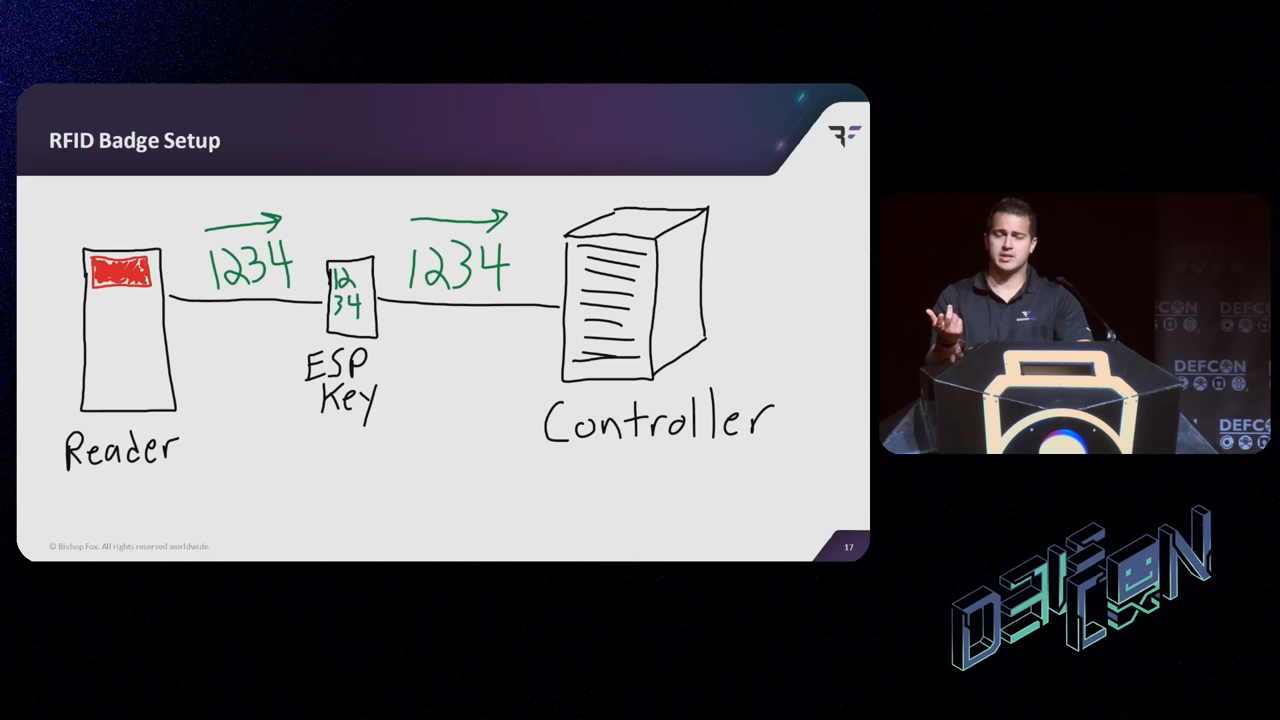 RFID Badge Setup
1234
1234
12
34
ESP
Key
Reader
Controller
© Bishop Fox. All rights reserved worldwide.
17
DEFCON
DEFCON
DEFCON
DEFCON